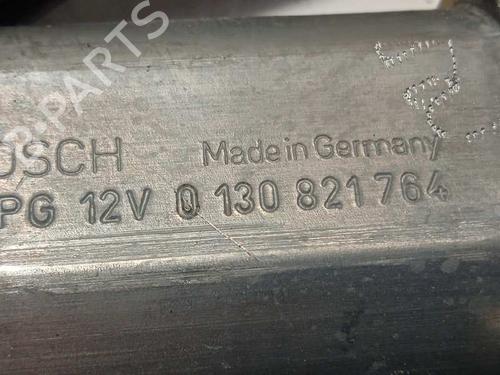 OSCH Made in Germany
PG 12V 0 130 821 764
B-PARTS